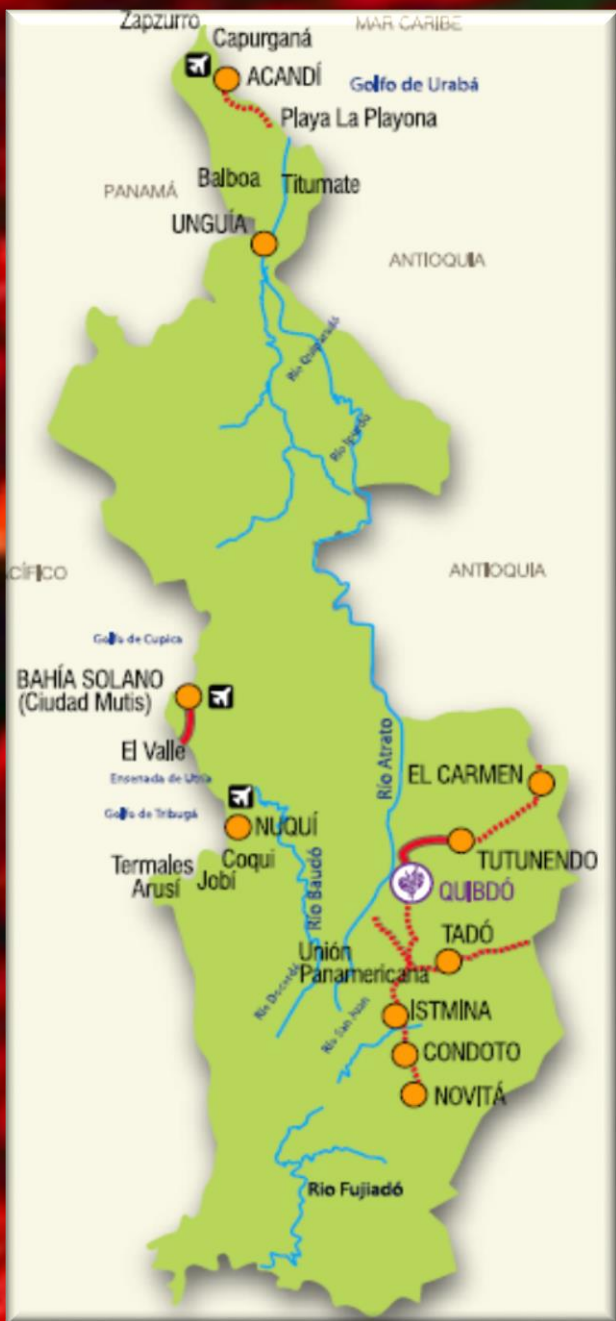 Zapzurro
MAR CARIBE
Capurganá
ACANDÍ
Golfo de Urabá
Playa La Playona
Balboa
Titumate
PANAMÁ
UNGUÍA
ANTIOQUIA
Río
Río
CÍFICO
ANTIOQUIA
Golfo de Cupica
BAHÍA SOLANO
(Ciudad Mutis)
El Valle
Río Atrato
EL CARMEN
Ensenada de Utría
Golfo de Tribugá
NUQUÍ
TUTUNENDO
Coqui
Termales
Jobí
Arusí
Río Baudó
QUIBDÓ
TADÓ
Unión
Panamericana
Río
Río San Juan
ISTMINA
CONDOTO
NOVITÁ
Rio Fujiadó